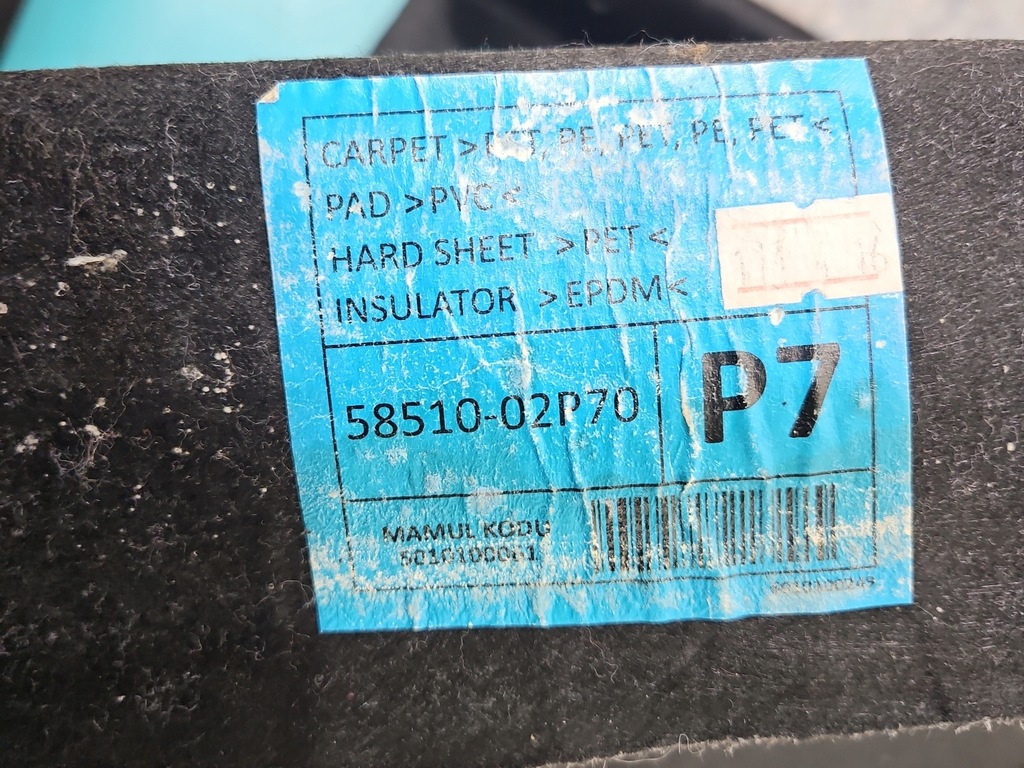 CARPET >PET, PE, PET, PE, PET<
PAD >PVC<
HARD SHEET >PET<
INSULATOR >EPDM<
58510-02P70
P7
MAMUL KODU